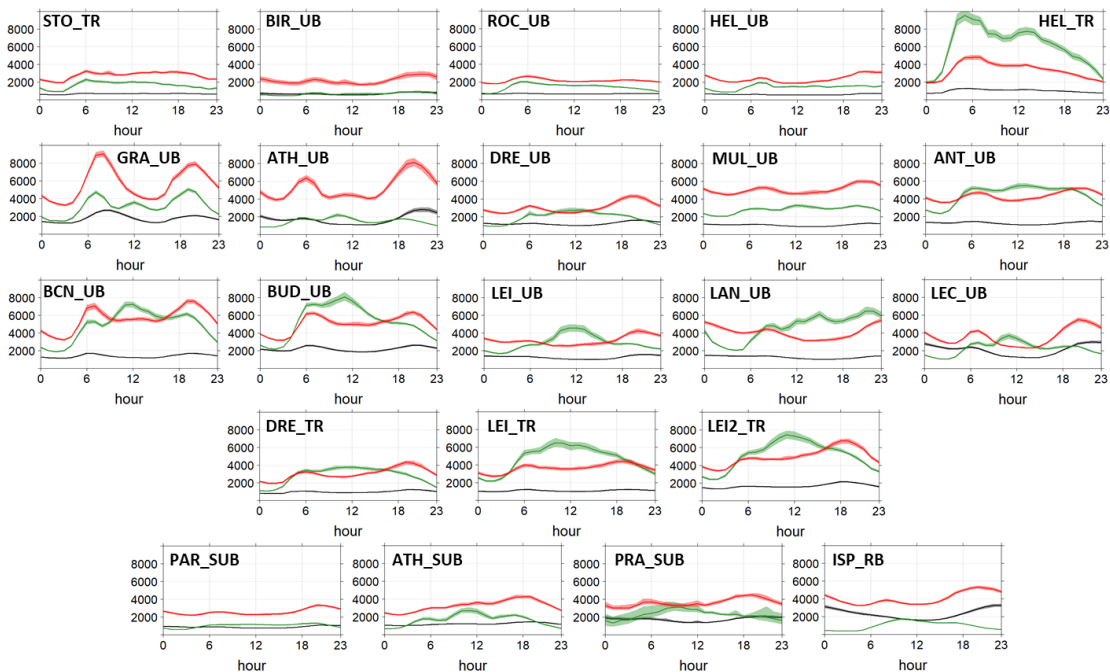 STO_TR BIR_UB ROC_UB HEL_UB HEL_TR
8000 8000 8000 8000 8000
6000 6000 6000 6000 6000
4000 4000 4000 4000 4000
2000 2000 2000 2000 2000
0 6 12 18 23 0 6 12 18 23 0 6 12 18 23 0 6 12 18 23 0 6 12 18 23
hour hour hour hour hour
GRA_UB ATH_UB DRE_UB MUL_UB ANT_UB
8000 8000 8000 8000 8000
6000 6000 6000 6000 6000
4000 4000 4000 4000 4000
2000 2000 2000 2000 2000
0 6 12 18 23 0 6 12 18 23 0 6 12 18 23 0 6 12 18 23 0 6 12 18 23
hour hour hour hour hour
BCN_UB BUD_UB LEI_UB LAN_UB LEC_UB
8000 8000 8000 8000 8000
6000 6000 6000 6000 6000
4000 4000 4000 4000 4000
2000 2000 2000 2000 2000
0 6 12 18 23 0 6 12 18 23 0 6 12 18 23 0 6 12 18 23 0 6 12 18 23
hour hour hour hour hour
DRE_TR LEI_TR LEI2_TR
8000 8000 8000
6000 6000 6000
4000 4000 4000
2000 2000 2000
0 6 12 18 23 0 6 12 18 23 0 6 12 18 23
hour hour hour
PAR_SUB ATH_SUB PRA_SUB ISP_RB
8000 8000 8000 8000
6000 6000 6000 6000
4000 4000 4000 4000
2000 2000 2000 2000
0 6 12 18 23 0 6 12 18 23 0 6 12 18 23 0 6 12 18 23
hour hour hour hour